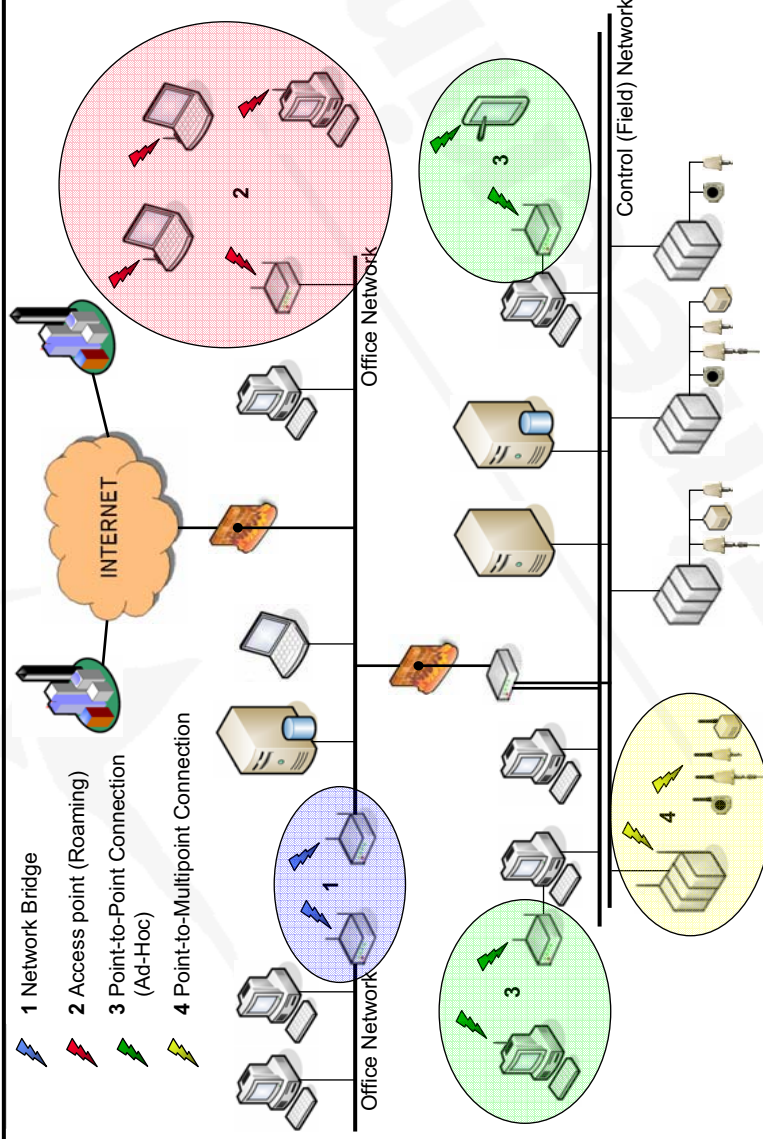 1 Network Bridge
2 Access point (Roaming)
3 Point-to-Point Connection
(Ad-Hoc)
4 Point-to-Multipoint Connection
INTERNET
2
1
Office Network
Office Network
3
3
4
Control (Field) Network